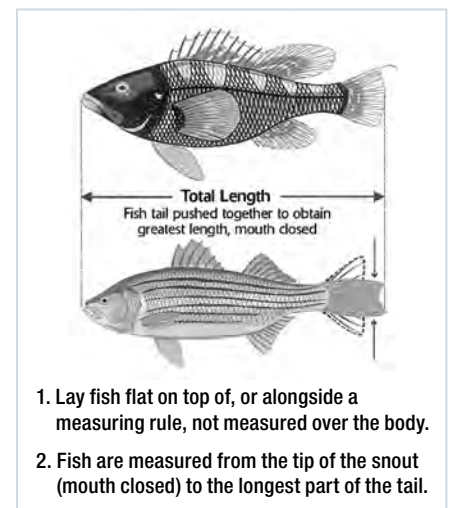 Total Length
Fish tail pushed together to obtain
greatest length, mouth closed
1. Lay fish flat on top of, or alongside a
measuring rule, not measured over the body.
2. Fish are measured from the tip of the snout
(mouth closed) to the longest part of the tail.